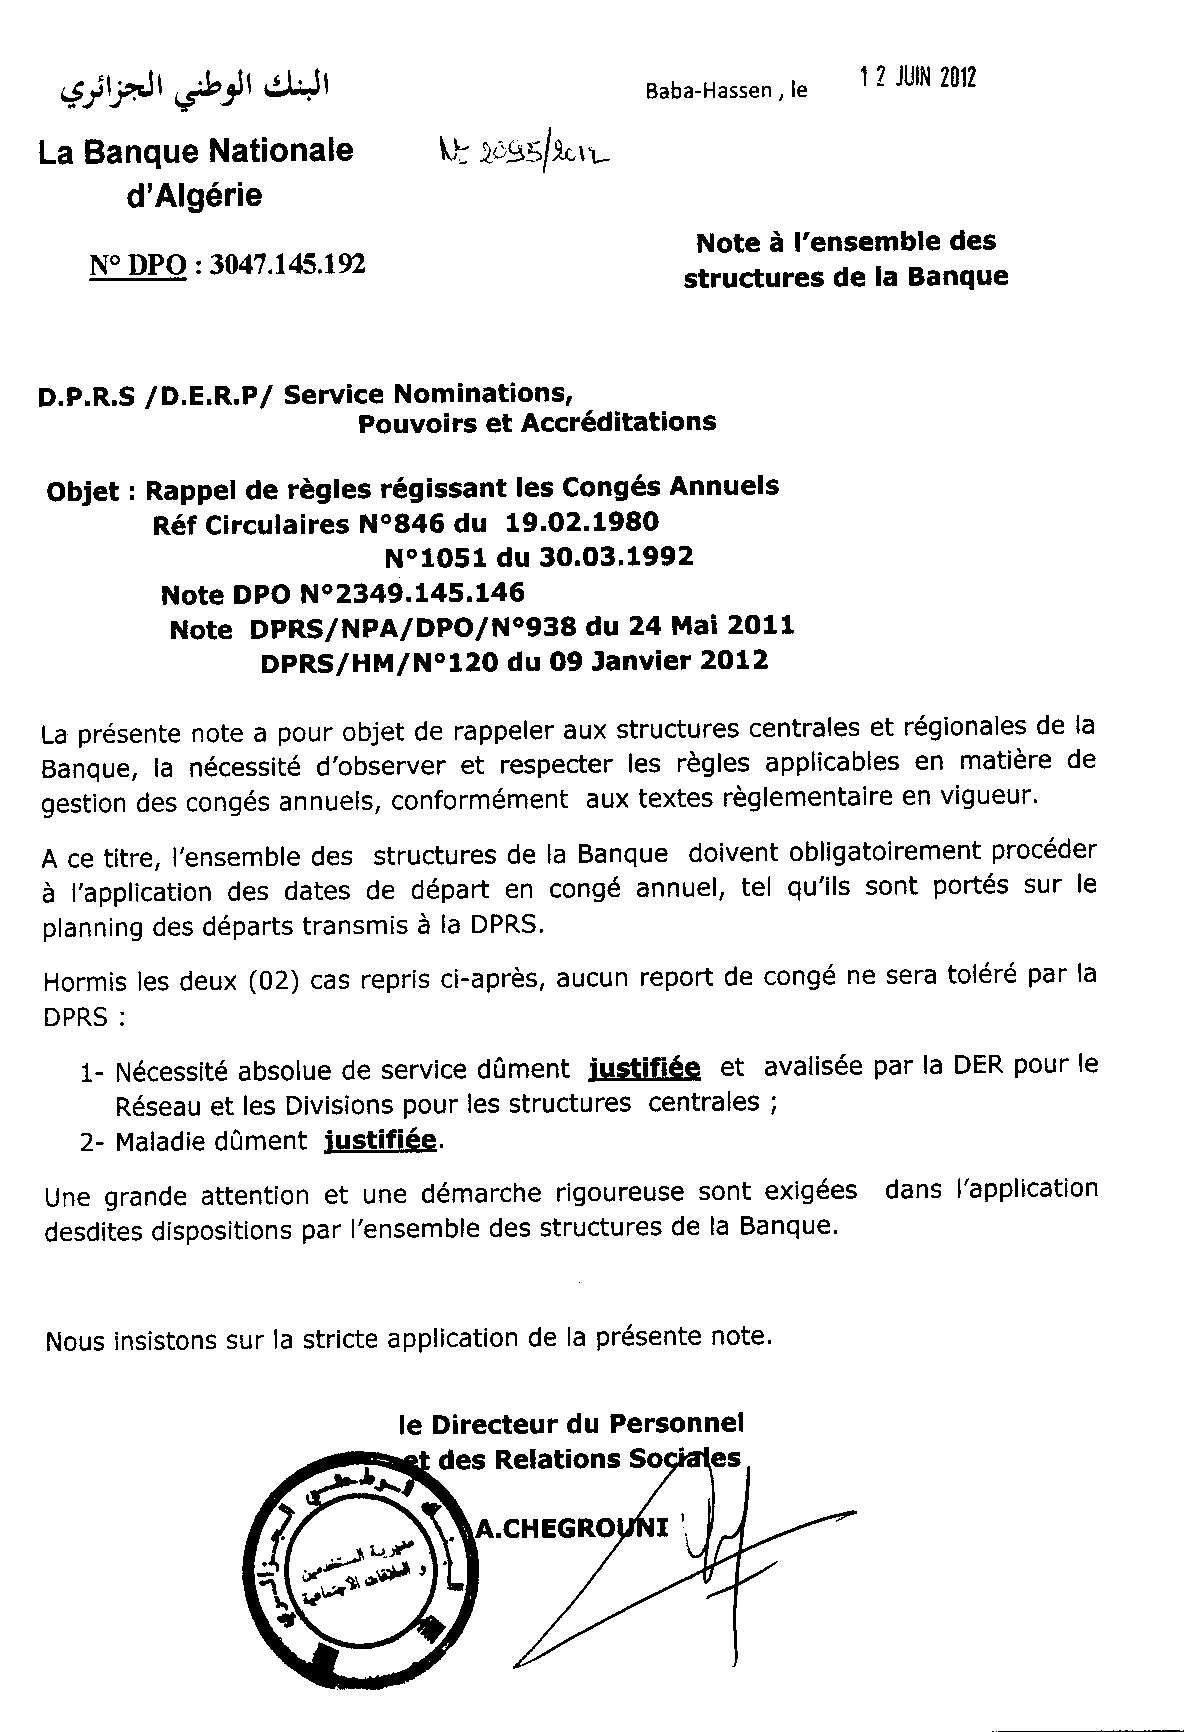 البنك الوطني الجزائري
Baba-Hassen , le 12 JUIN 2012
La Banque Nationale
d'Algérie
N° 2095/2012
N° DPO : 3047.145.192
Note à l'ensemble des
structures de la Banque
D.P.R.S /D.E.R.P/ Service Nominations,
Pouvoirs et Accréditations
Objet : Rappel de règles régissant les Congés Annuels
Réf Circulaires N°846 du 19.02.1980
N°1051 du 30.03.1992
Note DPO N°2349.145.146
Note DPRS/NPA/DPO/N°938 du 24 Mai 2011
DPRS/HM/N°120 du 09 Janvier 2012
La présente note a pour objet de rappeler aux structures centrales et régionales de la
Banque, la nécessité d'observer et respecter les règles applicables en matière de
gestion des congés annuels, conformément aux textes règlementaire en vigueur.
A ce titre, l'ensemble des structures de la Banque doivent obligatoirement procéder
à l'application des dates de départ en congé annuel, tel qu'ils sont portés sur le
planning des départs transmis à la DPRS.
Hormis les deux (02) cas repris ci-après, aucun report de congé ne sera toléré par la
DPRS :
1- Nécessité absolue de service dûment justifiée et avalisée par la DER pour le
Réseau et les Divisions pour les structures centrales ;
2- Maladie dûment justifiée.
Une grande attention et une démarche rigoureuse sont exigées dans l'application
desdites dispositions par l'ensemble des structures de la Banque.
Nous insistons sur la stricte application de la présente note.
le Directeur du Personnel
et des Relations Sociales
A.CHEGROUNI
البنك الوطني الجزائري
مديرية المستخدمين
و العلاقات الاجتماعية